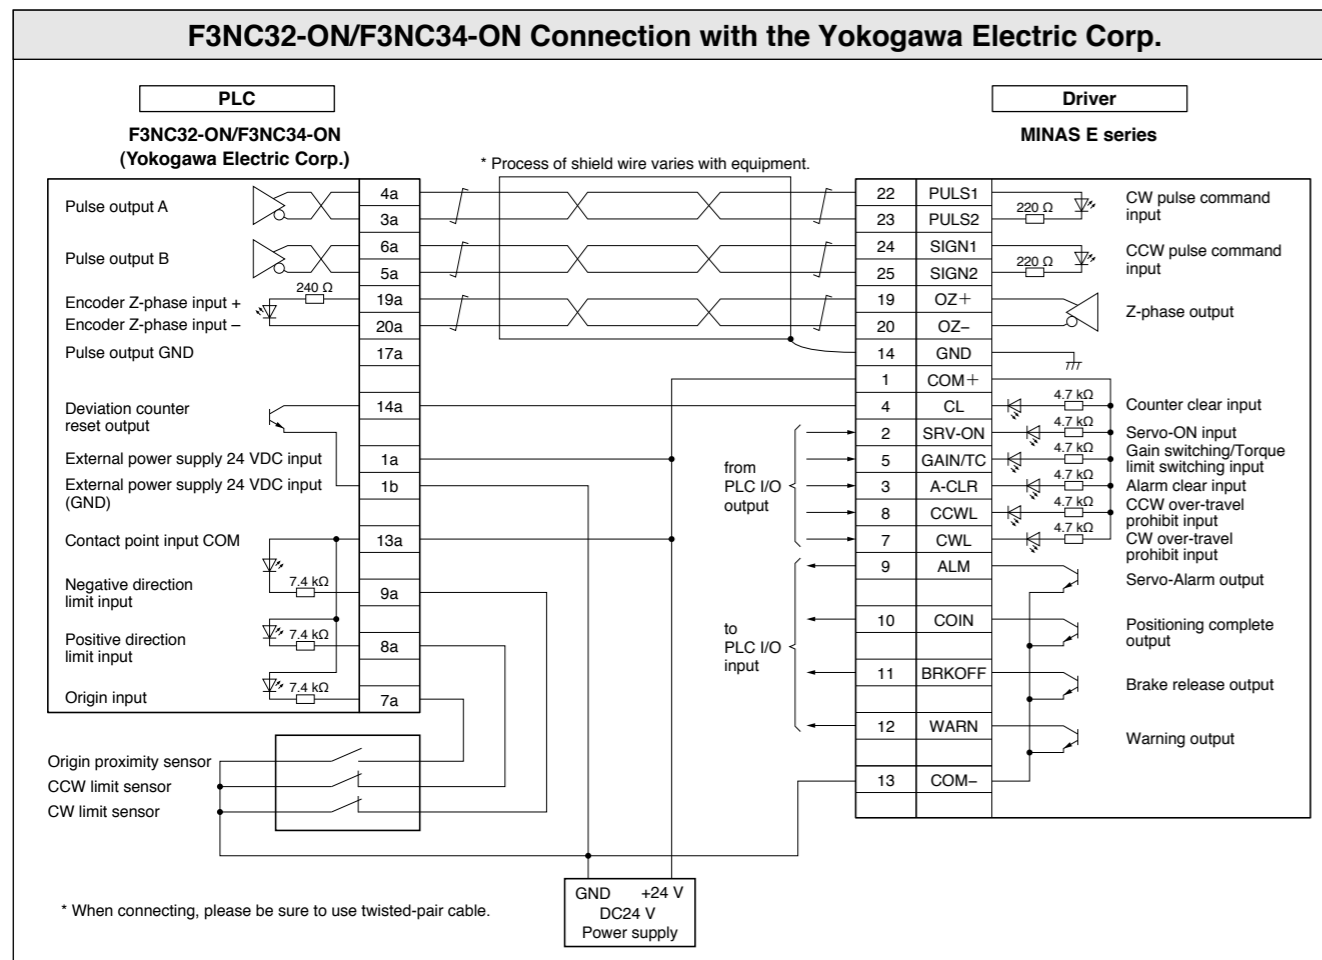 F3NC32-ON/F3NC34-ON Connection with the Yokogawa Electric Corp.
PLC
Driver
F3NC32-ON/F3NC34-ON
(Yokogawa Electric Corp.)
MINAS E series
* Process of shield wire varies with equipment.
Pulse output A
4a
3a
22 PULS1
23 PULS2
220 Ω
CW pulse command
input
Pulse output B
6a
5a
24 SIGN1
25 SIGN2
220 Ω
CCW pulse command
input
240 Ω
Encoder Z-phase input +
19a
19 OZ+
Encoder Z-phase input –
20a
20 OZ–
Z-phase output
Pulse output GND
17a
14 GND
1 COM+
Deviation counter
reset output
14a
4 CL
4.7 kΩ
Counter clear input
2 SRV-ON
4.7 kΩ
Servo-ON input
External power supply 24 VDC input
1a
5 GAIN/TC
4.7 kΩ
Gain switching/Torque
limit switching input
External power supply 24 VDC input
(GND)
1b
3 A-CLR
4.7 kΩ
Alarm clear input
from
PLC I/O
output
8 CCWL
4.7 kΩ
CCW over-travel
prohibit input
Contact point input COM
13a
7 CWL
4.7 kΩ
CW over-travel
prohibit input
9 ALM
Servo-Alarm output
Negative direction
limit input
7.4 kΩ
9a
10 COIN
Positioning complete
output
Positive direction
limit input
7.4 kΩ
8a
to
PLC I/O
input
11 BRKOFF
Brake release output
Origin input
7.4 kΩ
7a
12 WARN
Warning output
Origin proximity sensor
CCW limit sensor
CW limit sensor
13 COM–
GND +24 V
DC24 V
Power supply
* When connecting, please be sure to use twisted-pair cable.